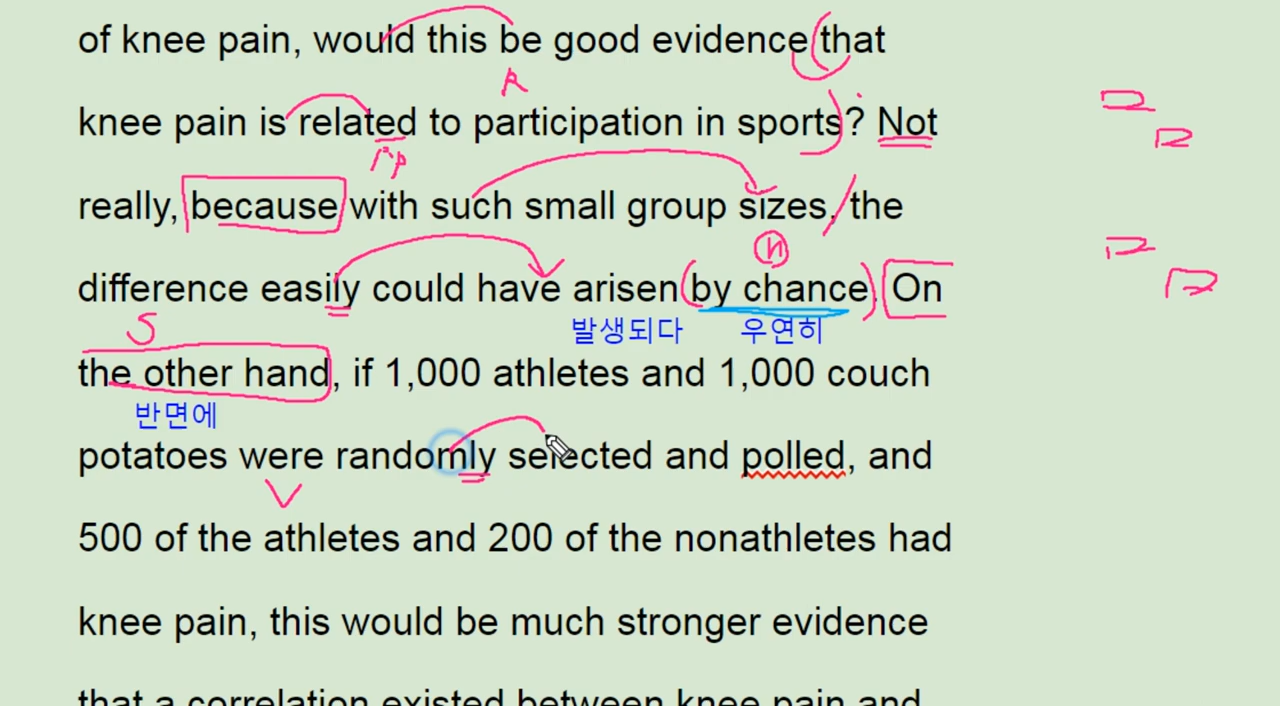 of knee pain, would this be good evidence that
R
knee pain is related to participation in sports? Not
pp
really, because with such small group sizes, the
n
difference easily could have arisen by chance. On
S
발생되다 우연히
the other hand, if 1,000 athletes and 1,000 couch
반면에
potatoes were randomly selected and polled, and
V
500 of the athletes and 200 of the nonathletes had
knee pain, this would be much stronger evidence
that a correlation existed between knee pain and